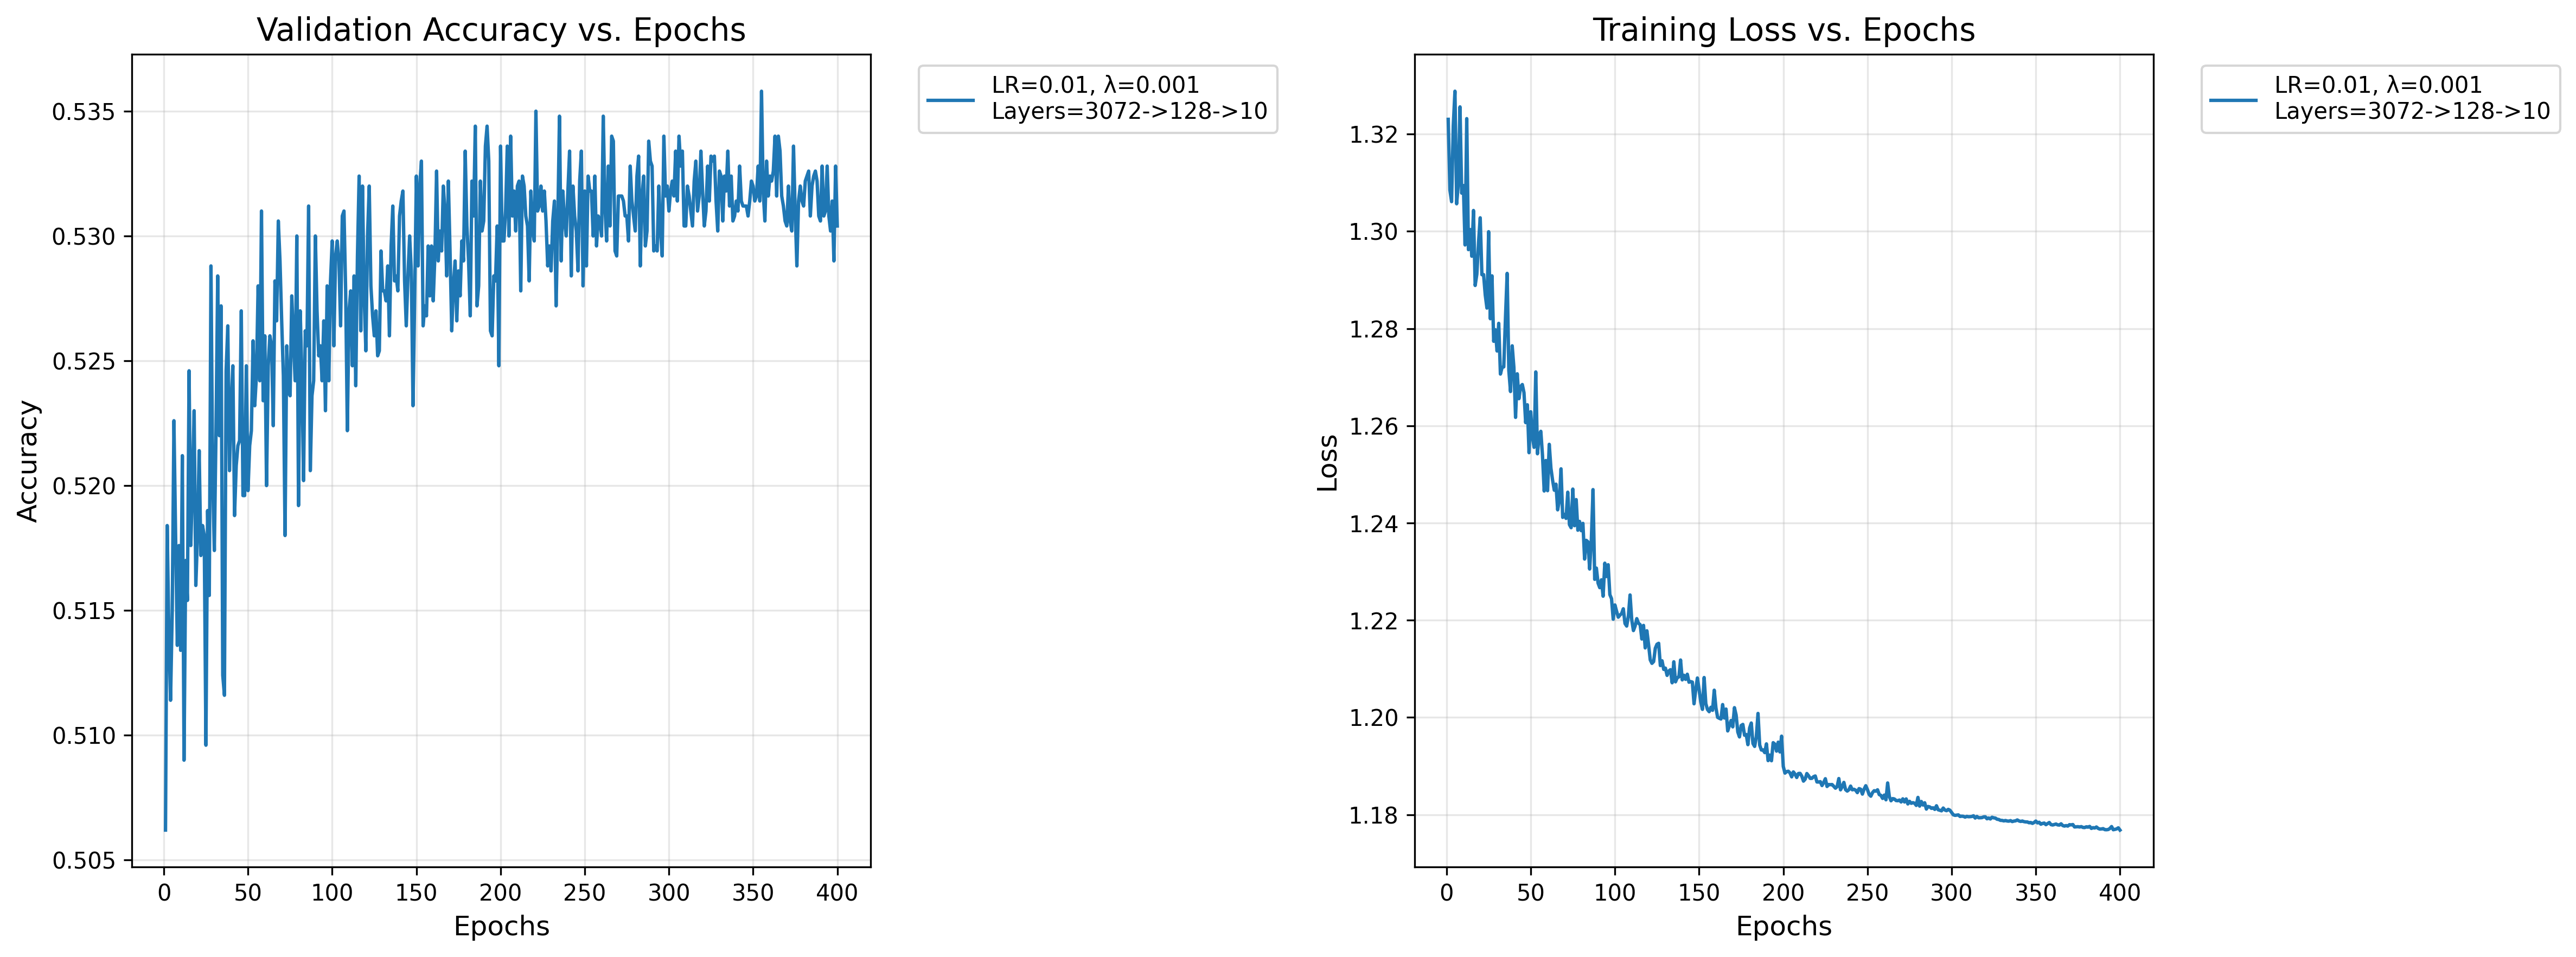 Validation Accuracy vs. Epochs
Accuracy
0.535
0.530
0.525
0.520
0.515
0.510
0.505
0 50 100 150 200 250 300 350 400
Epochs
LR=0.01, λ=0.001
Layers=3072->128->10
Training Loss vs. Epochs
Loss
1.32
1.30
1.28
1.26
1.24
1.22
1.20
1.18
0 50 100 150 200 250 300 350 400
Epochs
LR=0.01, λ=0.001
Layers=3072->128->10